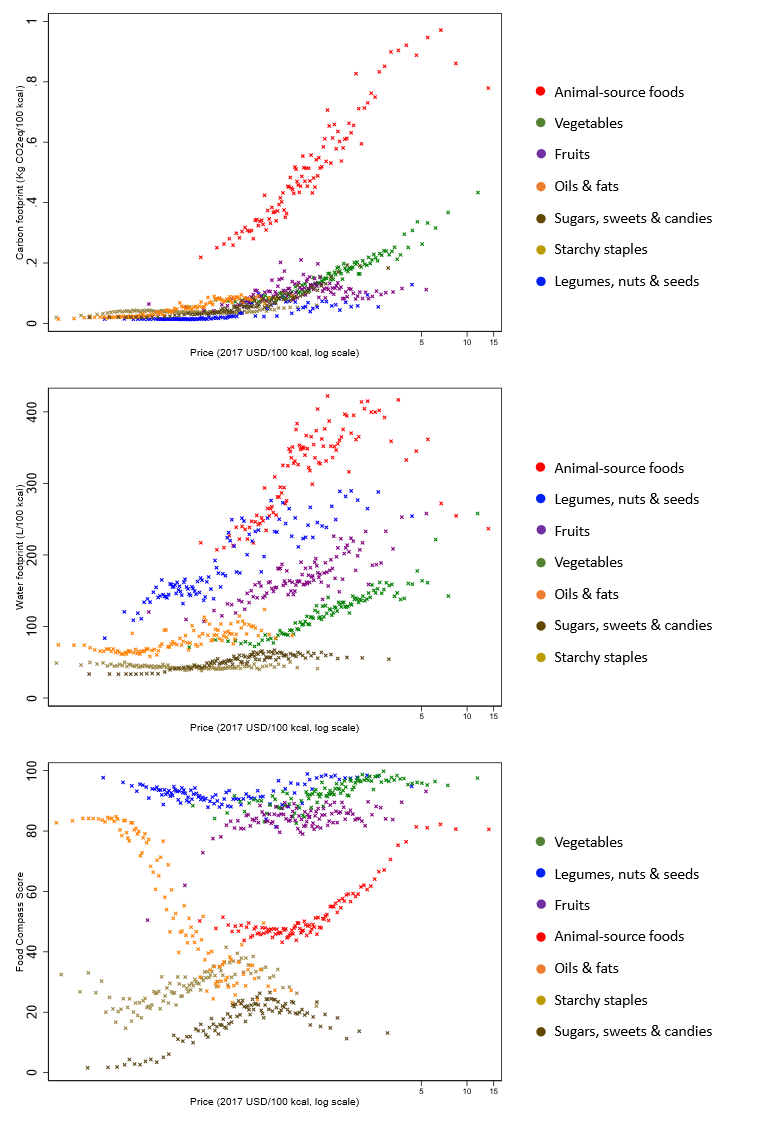 Carbon footprint (Kg CO2eq/100 kcal)
1
.8
.6
.4
.2
0
5
10
15
Price (2017 USD/100 kcal, log scale)
Animal-source foods
Vegetables
Fruits
Oils & fats
Sugars, sweets & candies
Starchy staples
Legumes, nuts & seeds
Water footprint (L/100 kcal)
400
300
200
100
0
5
10
15
Price (2017 USD/100 kcal, log scale)
Animal-source foods
Legumes, nuts & seeds
Fruits
Vegetables
Oils & fats
Sugars, sweets & candies
Starchy staples
Food Compass Score
100
80
60
40
20
0
5
10
15
Price (2017 USD/100 kcal, log scale)
Vegetables
Legumes, nuts & seeds
Fruits
Animal-source foods
Oils & fats
Starchy staples
Sugars, sweets & candies